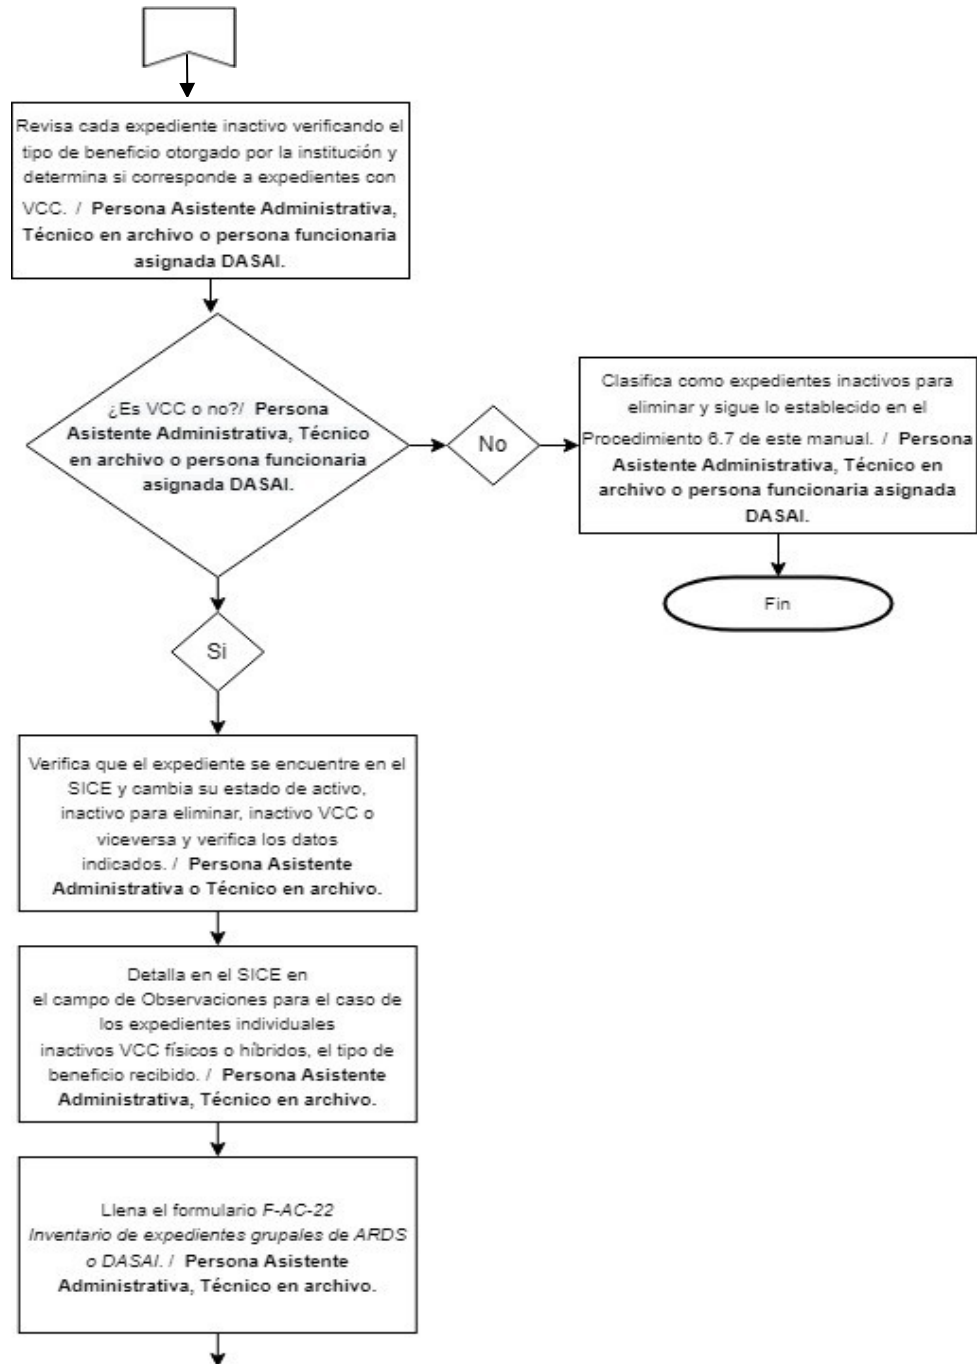 Revisa cada expediente inactivo verificando el
tipo de beneficio otorgado por la institución y
determina si corresponde a expedientes con
VCC. / Persona Asistente Administrativa,
Técnico en archivo o persona funcionaria
asignada DASAI.
¿Es VCC o no?/ Persona
Asistente Administrativa, Técnico
en archivo o persona funcionaria
asignada DASAI.
No
Clasifica como expedientes inactivos para
eliminar y sigue lo establecido en el
Procedimiento 6.7 de este manual. / Persona
Asistente Administrativa, Técnico en
archivo o persona funcionaria asignada
DASAI.
Fin
Si
Verifica que el expediente se encuentre en el
SICE y cambia su estado de activo,
inactivo para eliminar, inactivo VCC o
viceversa y verifica los datos
indicados. / Persona Asistente
Administrativa o Técnico en archivo.
Detalla en el SICE en
el campo de Observaciones para el caso de
los expedientes individuales
inactivos VCC físicos o híbridos, el tipo de
beneficio recibido. / Persona Asistente
Administrativa, Técnico en archivo.
Llena el formulario F-AC-22
Inventario de expedientes grupales de ARDS
o DASAI. / Persona Asistente
Administrativa, Técnico en archivo.